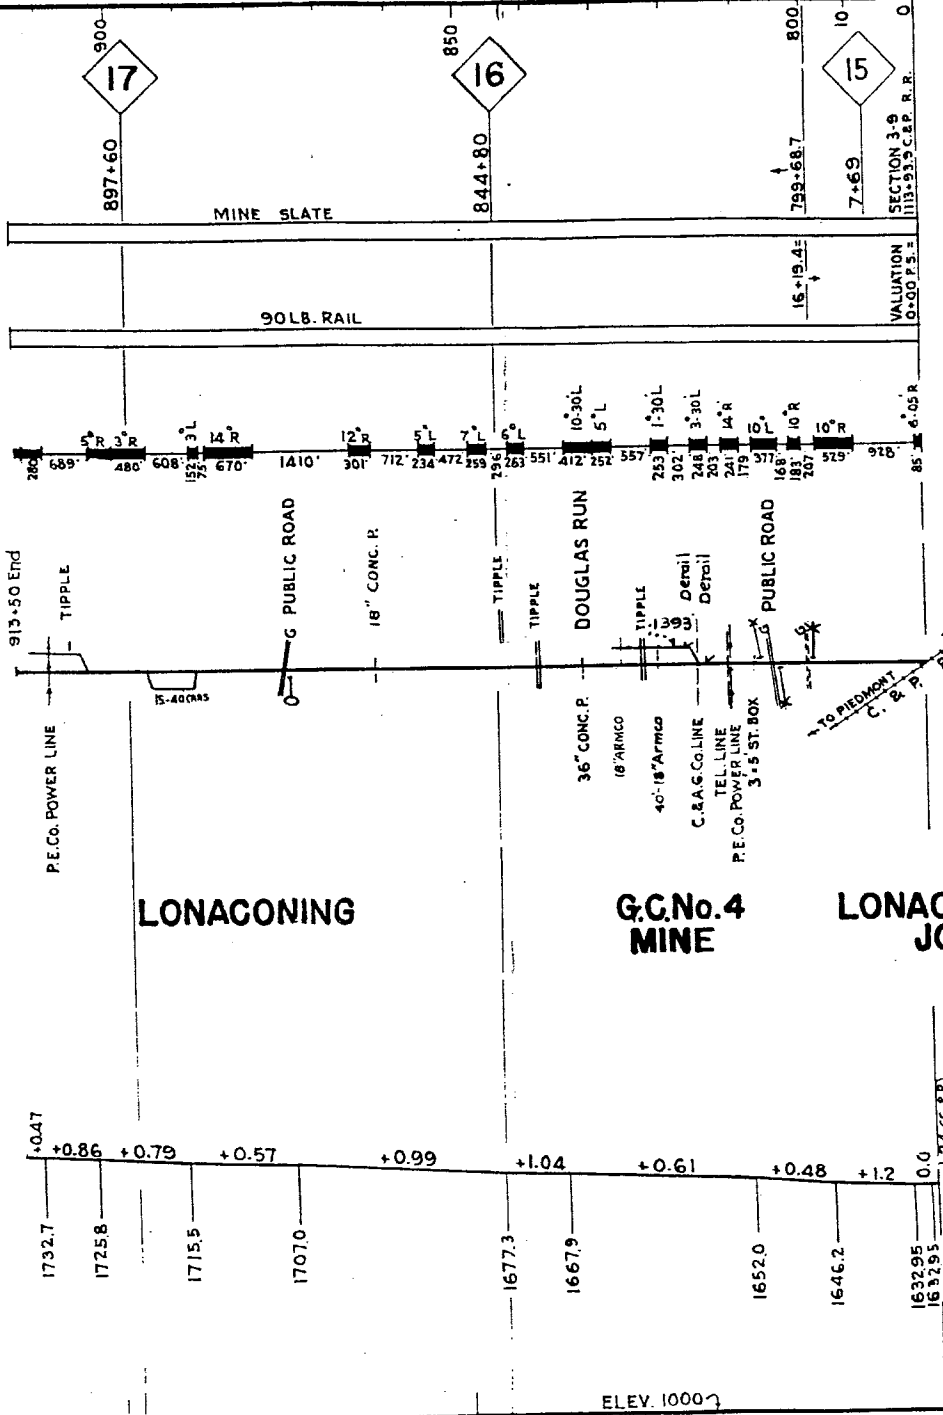 900
850
800
10
0
17
16
15
897+60
844+80
799+68.7
7+69
SECTION 3-9
1113+93.9 C.&P. R.R.
MINE SLATE
16+19.4=
VALUATION
0+00 P.S.=
90 LB. RAIL
5°R
3°R
3°L
14°R
12°R
5°L
7°L
6°L
10°-30'L
5°L
1°-30'L
3°-30'L
14°R
10°L
10°R
10°R
6°-05'R
280'
689'
480'
608'
152'
75'
670'
1410'
301'
712'
234'
472'
259'
296'
263'
551'
412'
252'
557'
253'
302'
248'
203'
241'
179'
377'
168'
183'
207'
529'
928'
85'
913+50 End
TIPPLE
G PUBLIC ROAD
18" CONC. P.
TIPPLE
TIPPLE
DOUGLAS RUN
TIPPLE
1393'
Derail
Derail
G PUBLIC ROAD
G
15-40 CARS
P.E.Co. POWER LINE
36" CONC. P.
18" ARMCO
40'-18" Armco
C.&A.G.Co. LINE
TEL. LINE
P.E.Co. POWER LINE
3'x5' ST. BOX
TO PIEDMONT
C. & P.
LONACONING
G.C. No. 4
MINE
LONAC
JC
+0.47
+0.86
+0.79
+0.57
+0.99
+1.04
+0.61
+0.48
+1.2
0.0
1732.7
1725.8
1715.5
1707.0
1677.3
1667.9
1652.0
1646.2
1632.95
1632.95
ELEV. 1000